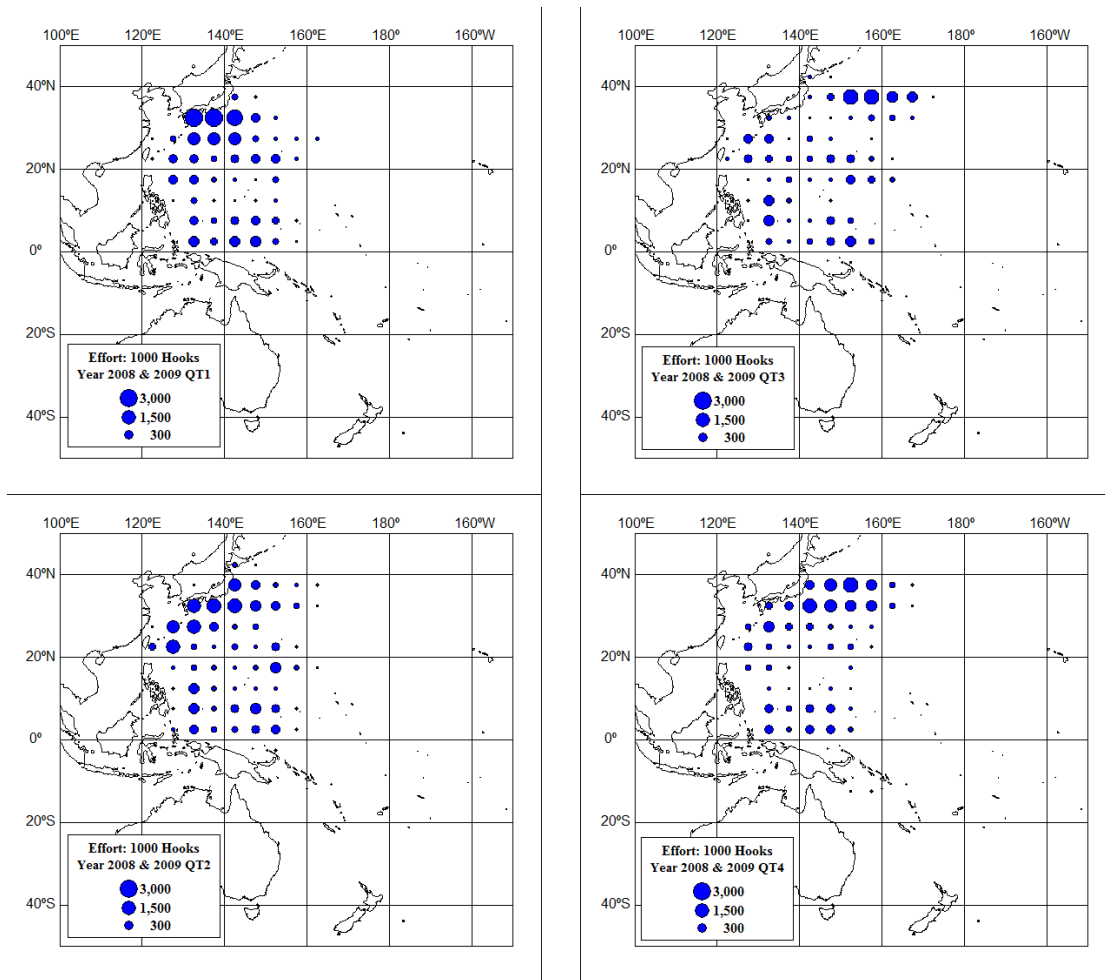 100ºE 120ºE 140ºE 160ºE 180º 160ºW
40ºN
20ºN
0º
20ºS
40ºS
Effort: 1000 Hooks
Year 2008 & 2009 QT1
3,000
1,500
300
100ºE 120ºE 140ºE 160ºE 180º 160ºW
40ºN
20ºN
0º
20ºS
40ºS
Effort: 1000 Hooks
Year 2008 & 2009 QT3
3,000
1,500
300
100ºE 120ºE 140ºE 160ºE 180º 160ºW
40ºN
20ºN
0º
20ºS
40ºS
Effort: 1000 Hooks
Year 2008 & 2009 QT2
3,000
1,500
300
100ºE 120ºE 140ºE 160ºE 180º 160ºW
40ºN
20ºN
0º
20ºS
40ºS
Effort: 1000 Hooks
Year 2008 & 2009 QT4
3,000
1,500
300